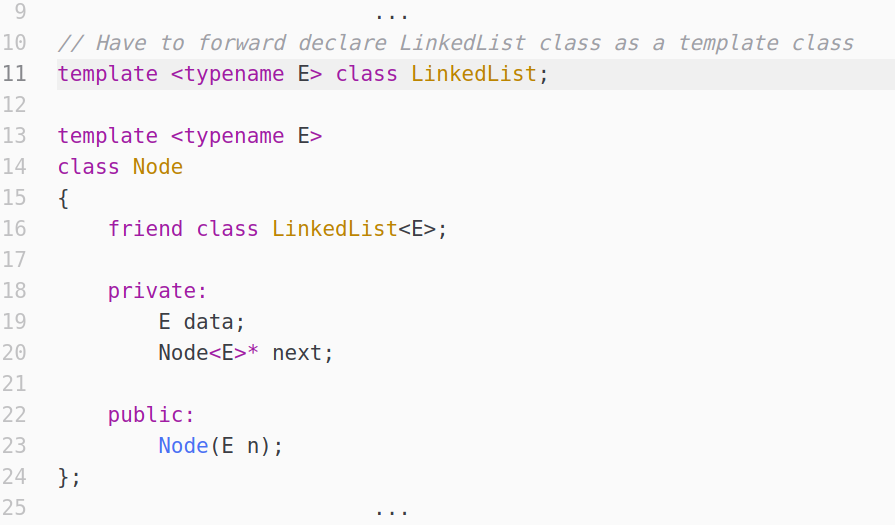 9 ...
10 // Have to forward declare LinkedList class as a template class
11 template <typename E> class LinkedList;
12
13 template <typename E>
14 class Node
15 {
16     friend class LinkedList<E>;
17
18     private:
19         E data;
20         Node<E>* next;
21
22     public:
23         Node(E n);
24 };
25 ...